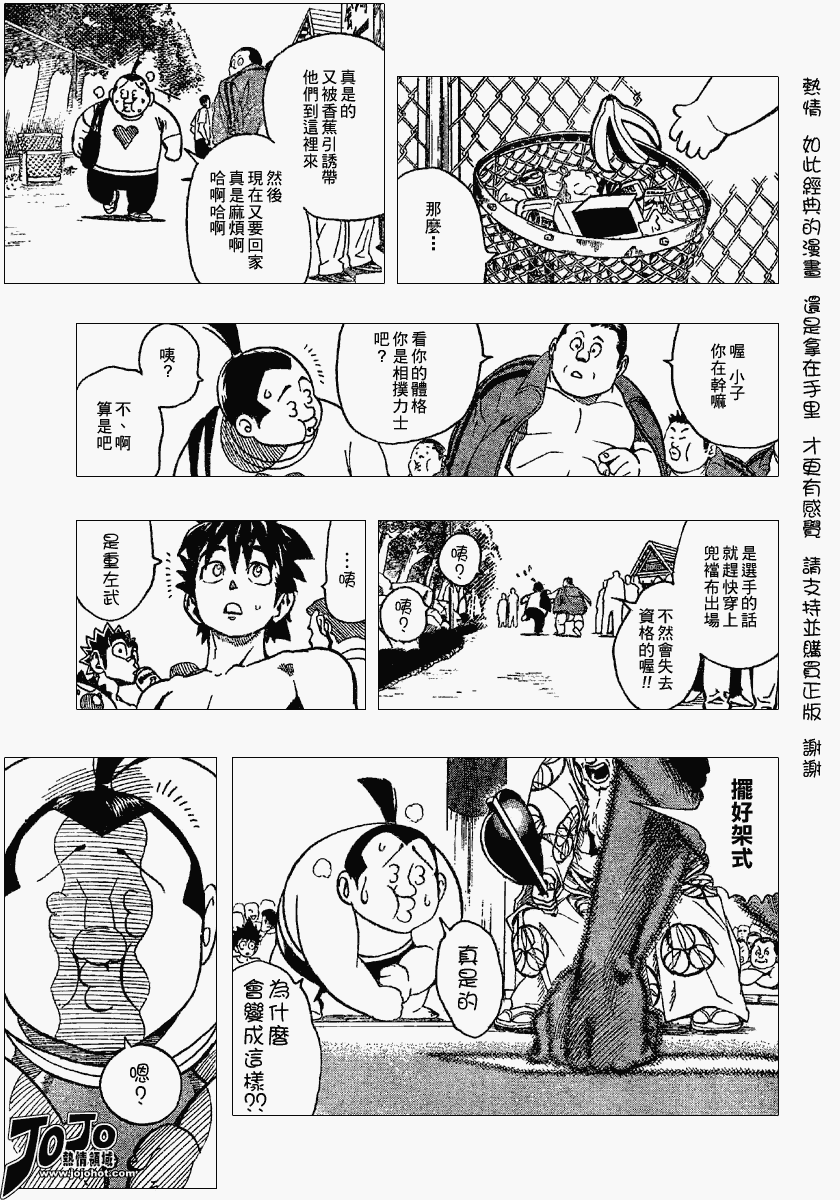 那麼…
真是的
又被香蕉引誘帶
他們到這裡來
然後
現在又要回家
真是麻煩啊
哈啊哈啊
喔 小子
你在幹嘛
看你的體格
你是相撲力士
吧？
咦？
不、啊
算是吧
是選手的話
就趕快穿上
兜襠布出場
不然會失去
資格的喔!!
咦？
咦？
…咦
是重左武
擺好架式
真是的
為什麼
會變成這樣??
嗯？
熱情 如此經典的漫畫 還是拿在手里 才更有感覺 請支持並購買正版 謝謝
JOJO
熱情領域
www.jojohot.com